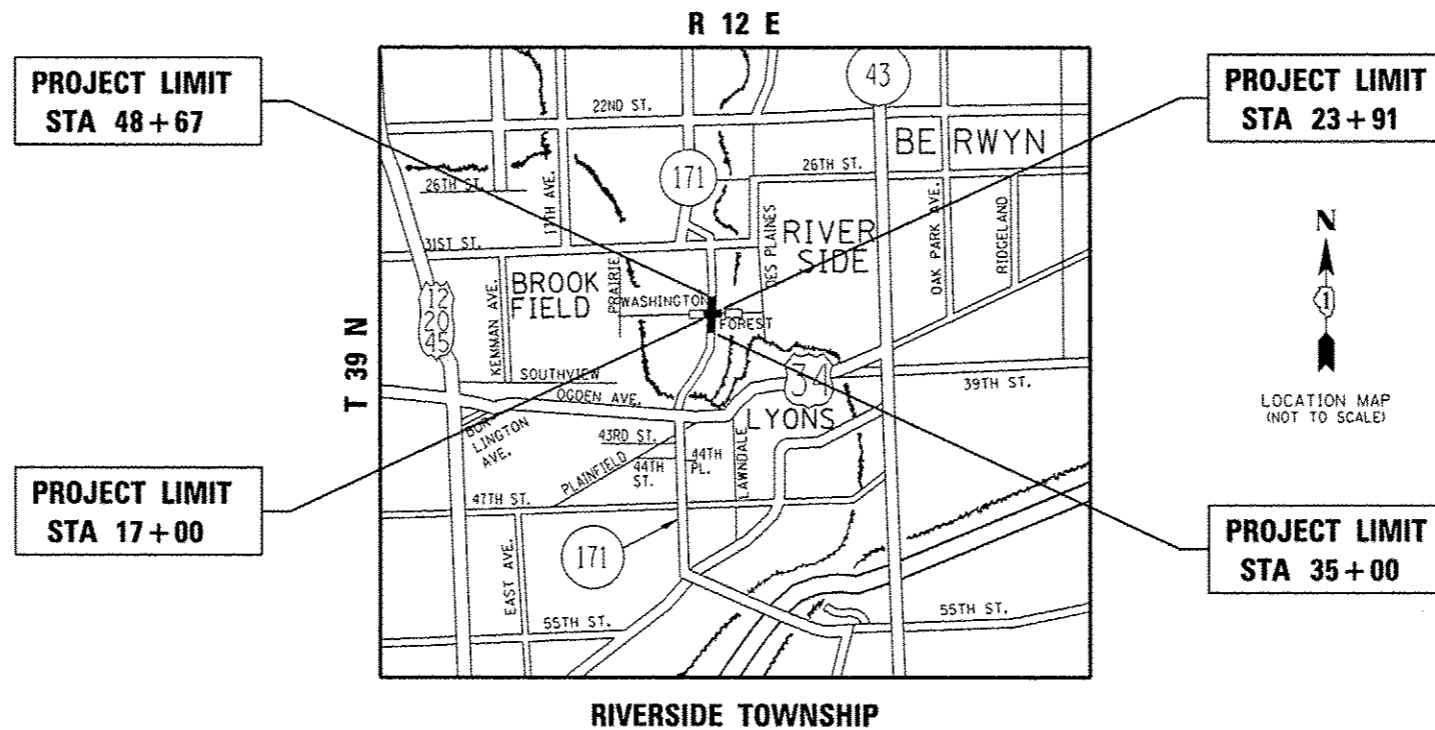 R 12 E
PROJECT LIMIT
STA 48+67
PROJECT LIMIT
STA 23+91
43
22ND ST.
BERWYN
171
26TH ST.
26TH ST.
17TH AVE.
31ST ST.
DES PLAINES
RIVER
SIDE
OAK PARK AVE.
RIDGELAND
N
1
12
20
45
KEMMAN AVE.
BROOK
FIELD
PRAIRIE
WASHINGTON
FOREST
T 39 N
SOUTHVIEW
OGDEN AVE.
34
39TH ST.
LOCATION MAP
(NOT TO SCALE)
BUR
LINGTON
AVE.
43RD ST.
LYONS
PLAINFIELD
44TH
ST.
44TH
PL.
LAWNDALE
47TH ST.
PROJECT LIMIT
STA 17+00
EAST AVE.
171
PROJECT LIMIT
STA 35+00
55TH ST.
55TH ST.
RIVERSIDE TOWNSHIP